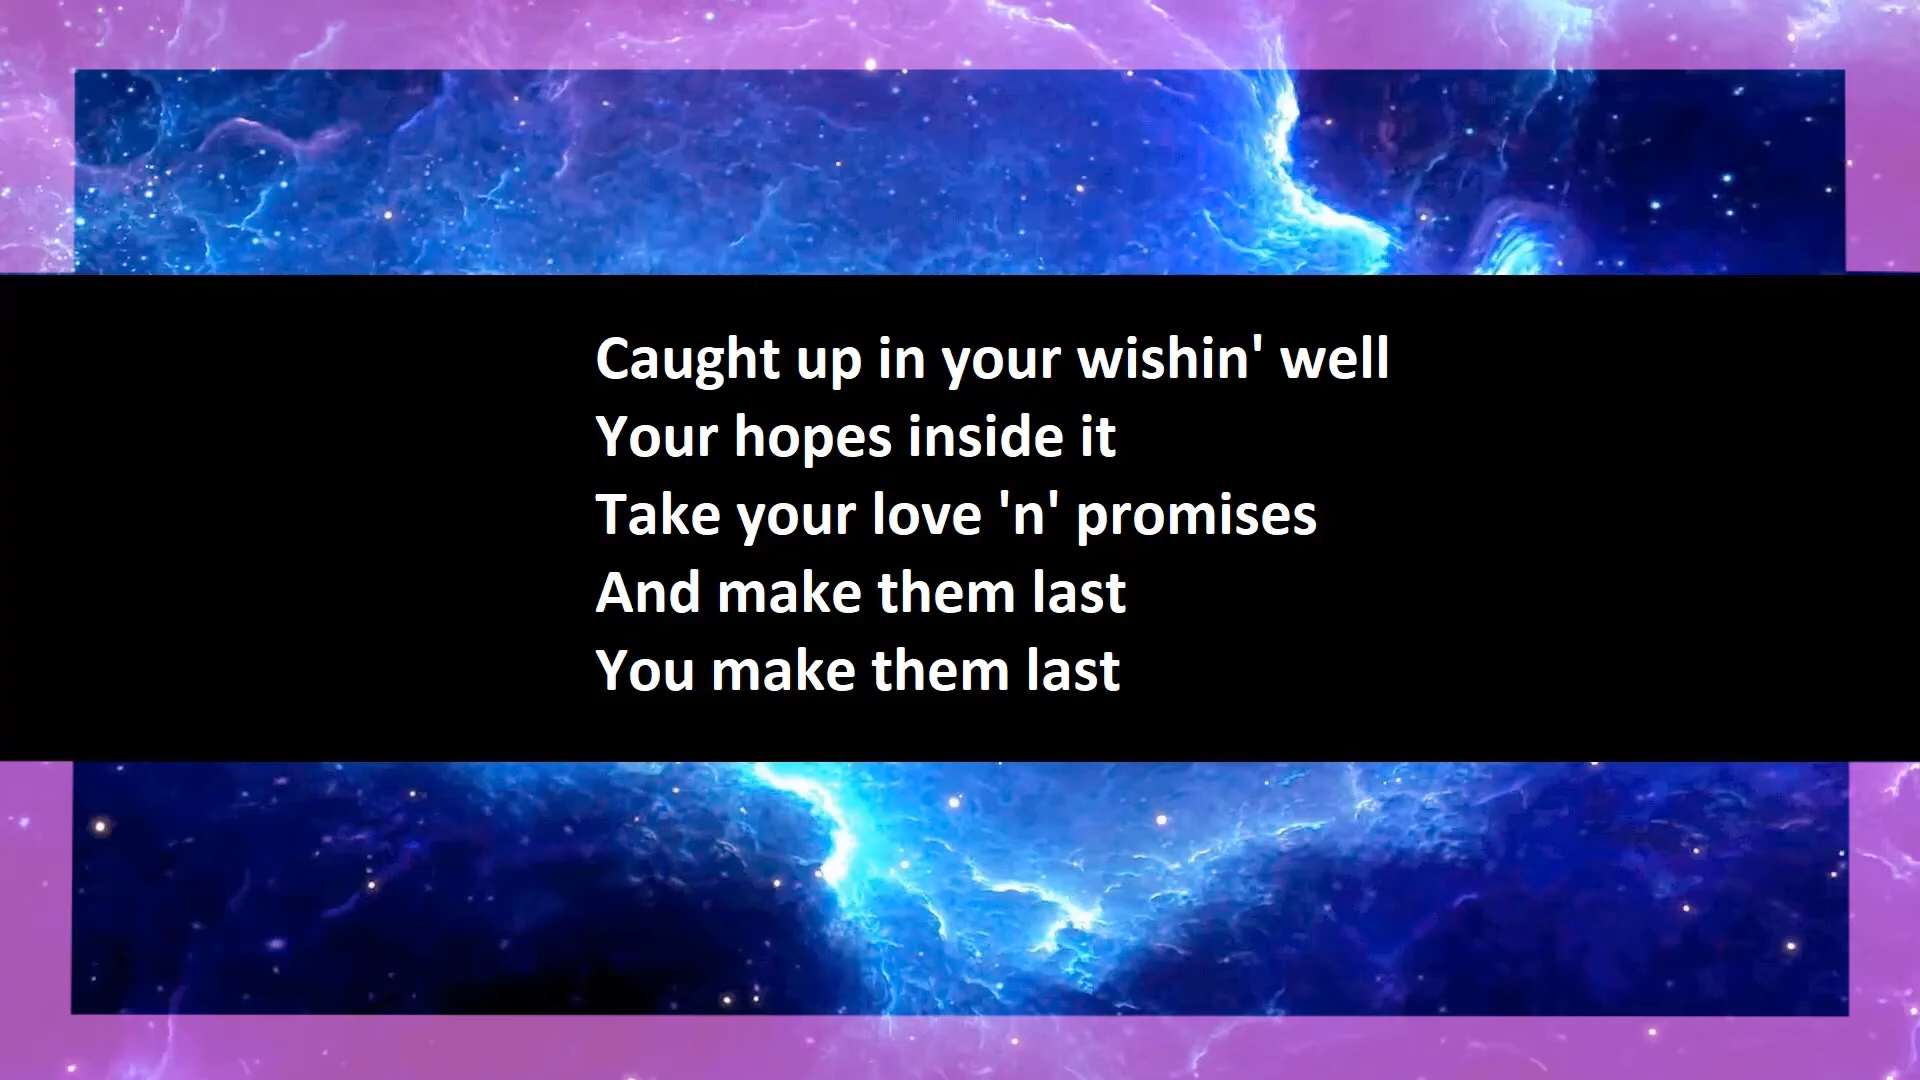 Caught up in your wishin' well
Your hopes inside it
Take your love 'n' promises
And make them last
You make them last